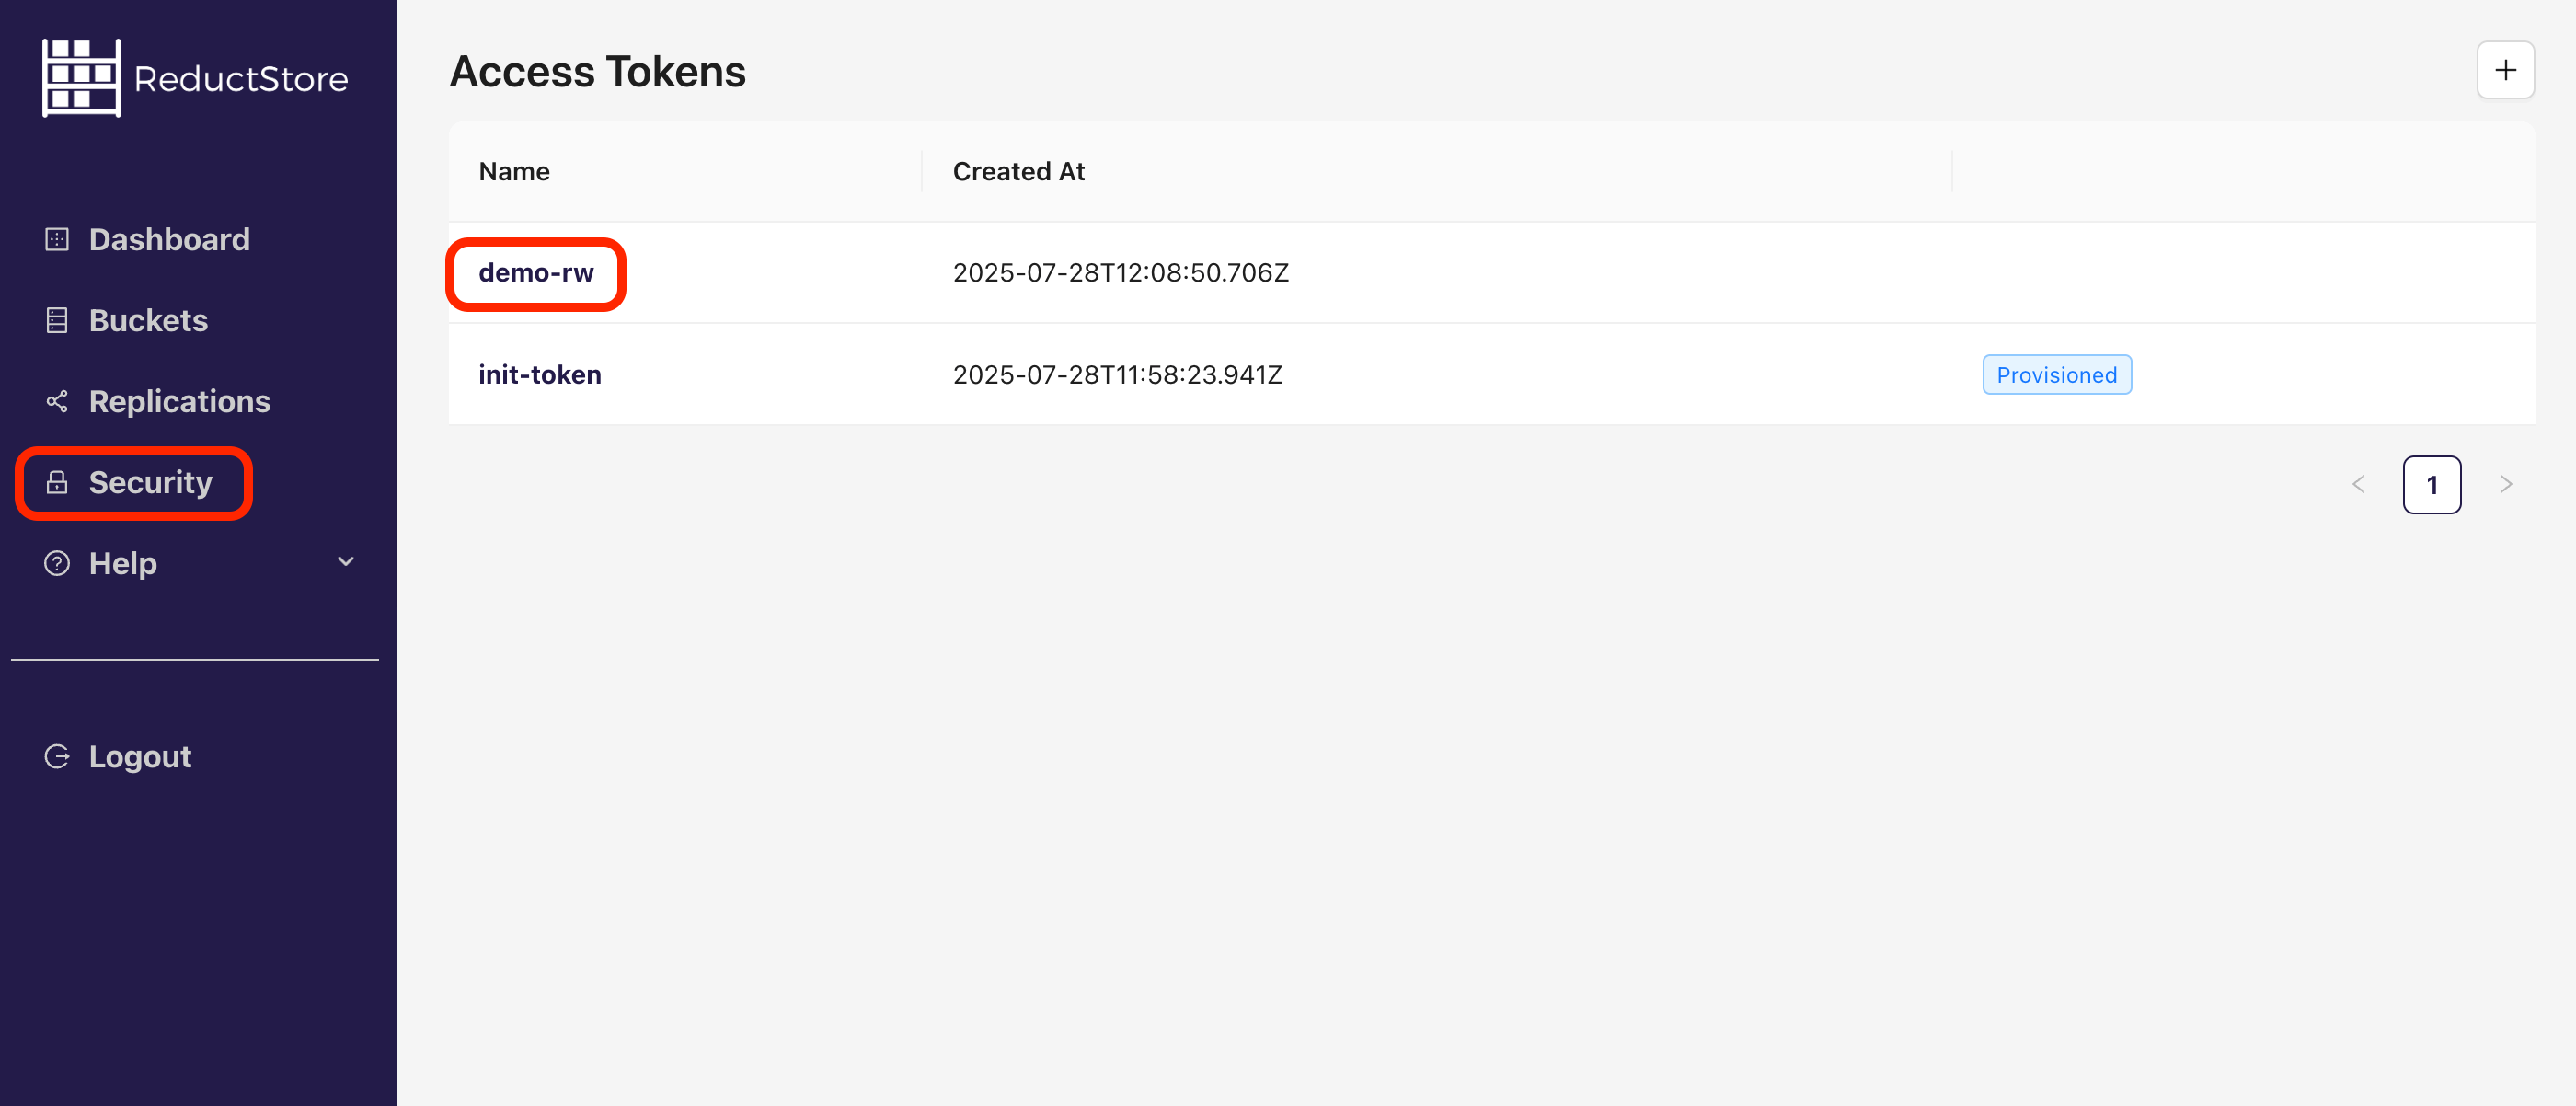 ReductStore
Dashboard
Buckets
Replications
Security
Help
Logout
Access Tokens
Name Created At
demo-rw 2025-07-28T12:08:50.706Z
init-token 2025-07-28T11:58:23.941Z Provisioned
1